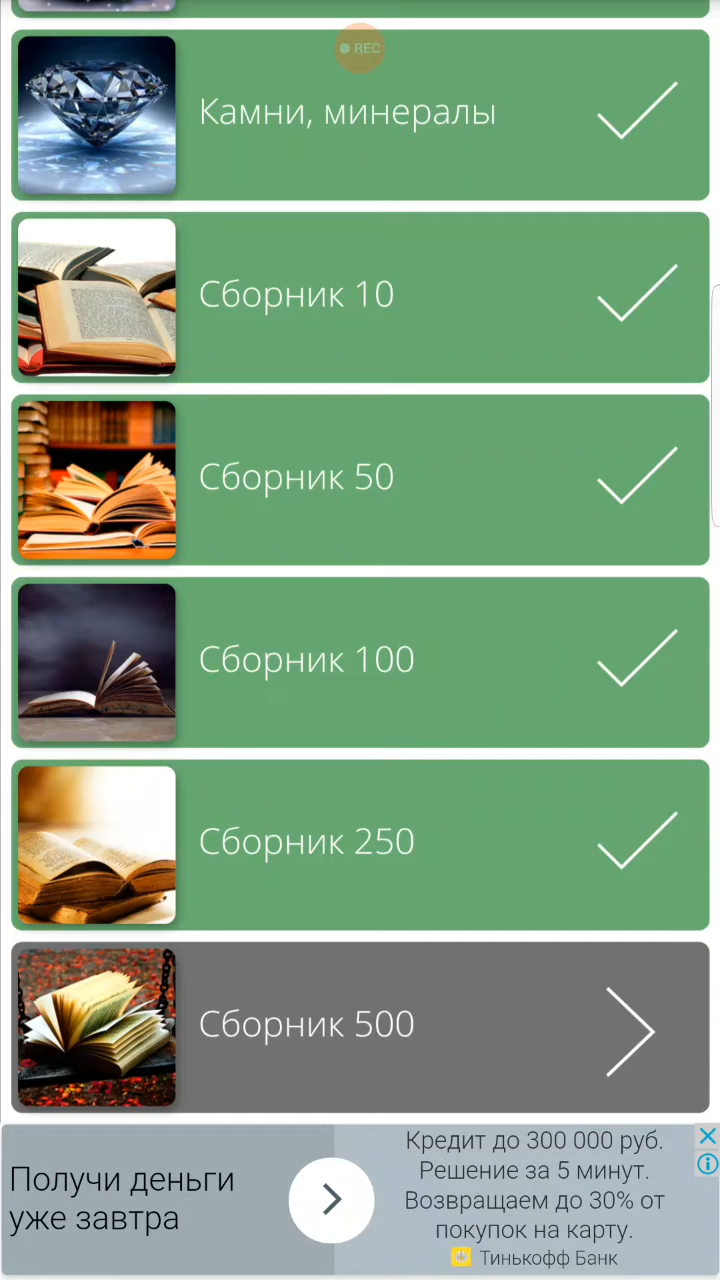 REC
Камни, минералы
Сборник 10
Сборник 50
Сборник 100
Сборник 250
Сборник 500
Получи деньги
уже завтра
Кредит до 300 000 руб.
Решение за 5 минут.
Возвращаем до 30% от
покупок на карту.
Тинькофф Банк